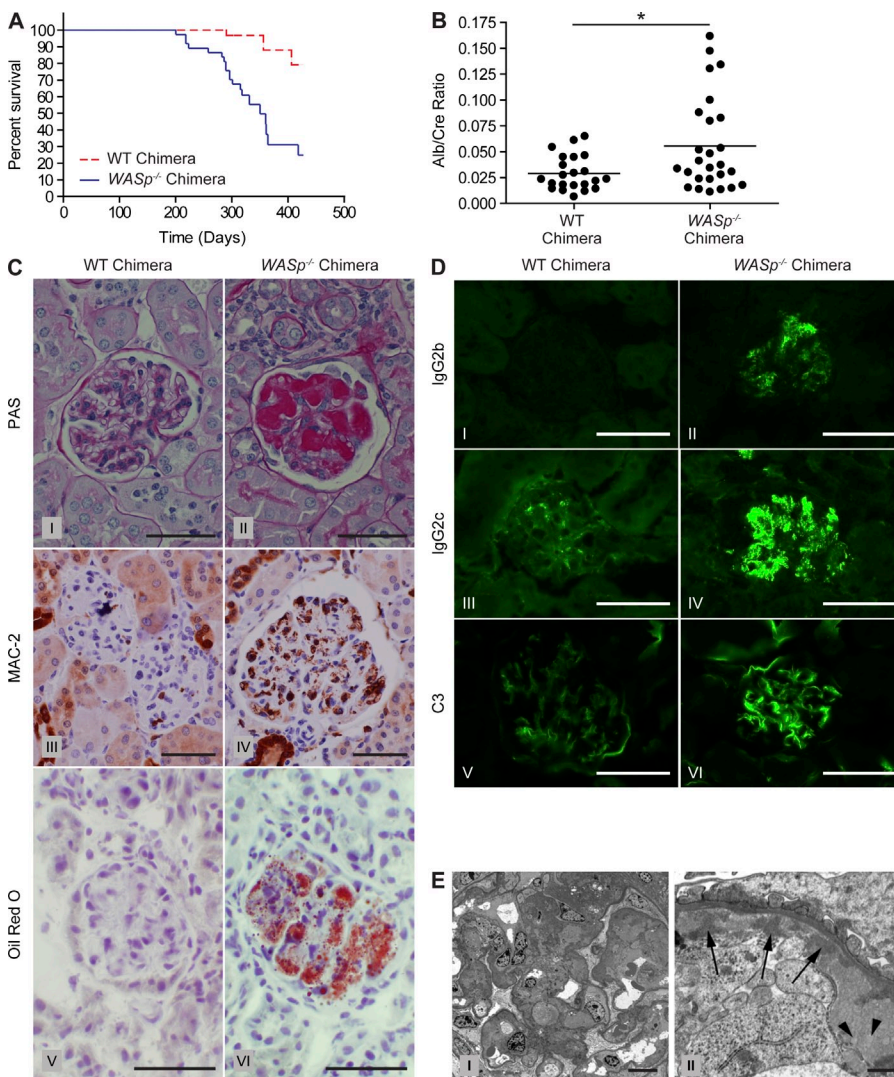 A
Percent survival
100
90
80
70
60
50
40
30
20
10
0
0 100 200 300 400 500
Time (Days)
WT Chimera
WASp-/- Chimera
B
*
Alb/Cre Ratio
0.175
0.150
0.125
0.100
0.075
0.050
0.025
0.000
WT
Chimera
WASp-/-
Chimera
C
WT Chimera WASp-/- Chimera
PAS
I II
MAC-2
III IV
Oil Red O
V VI
D
WT Chimera WASp-/- Chimera
IgG2b
I II
IgG2c
III IV
C3
V VI
E
I II